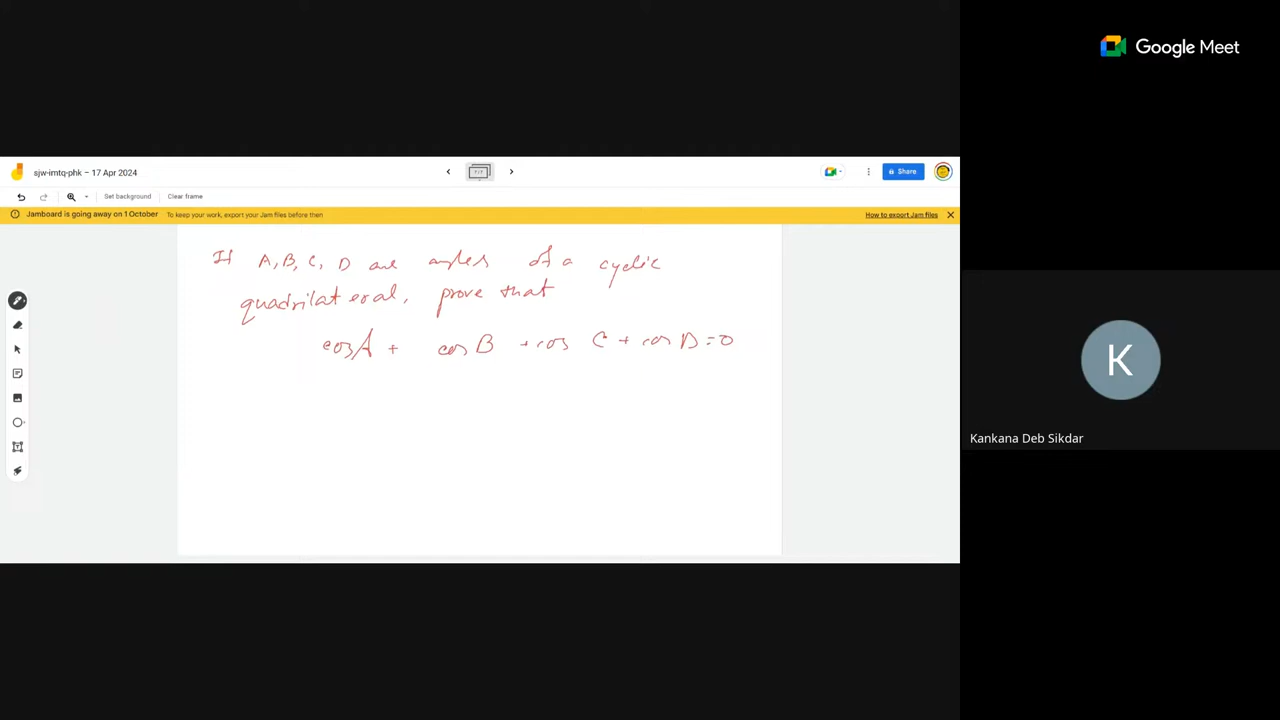 Google Meet
sjw-imtq-phk – 17 Apr 2024
Share
Set background
Clear frame
Jamboard is going away on 1 October To keep your work, export your Jam files before then
How to export Jam files
If A, B, C, D are angles of a cyclic
quadrilateral, prove that
cos A + cos B + cos C + cos D = 0
K
Kankana Deb Sikdar